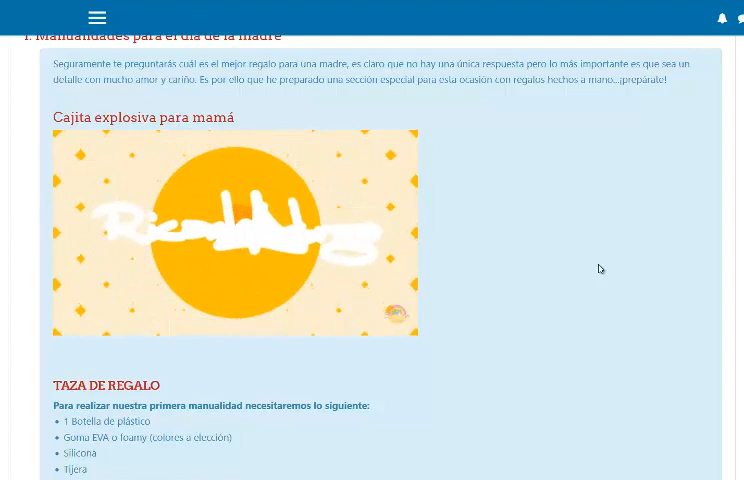 1. Manualidades para el día de la madre
Seguramente te preguntarás cuál es el mejor regalo para una madre, es claro que no hay una única respuesta pero lo más importante es que sea un
detalle con mucho amor y cariño. Es por ello que he preparado una sección especial para esta ocasión con regalos hechos a mano...¡prepárate!
Cajita explosiva para mamá
TAZA DE REGALO
Para realizar nuestra primera manualidad necesitaremos lo siguiente:
• 1 Botella de plástico
• Goma EVA o foamy (colores a elección)
• Silicona
• Tijera